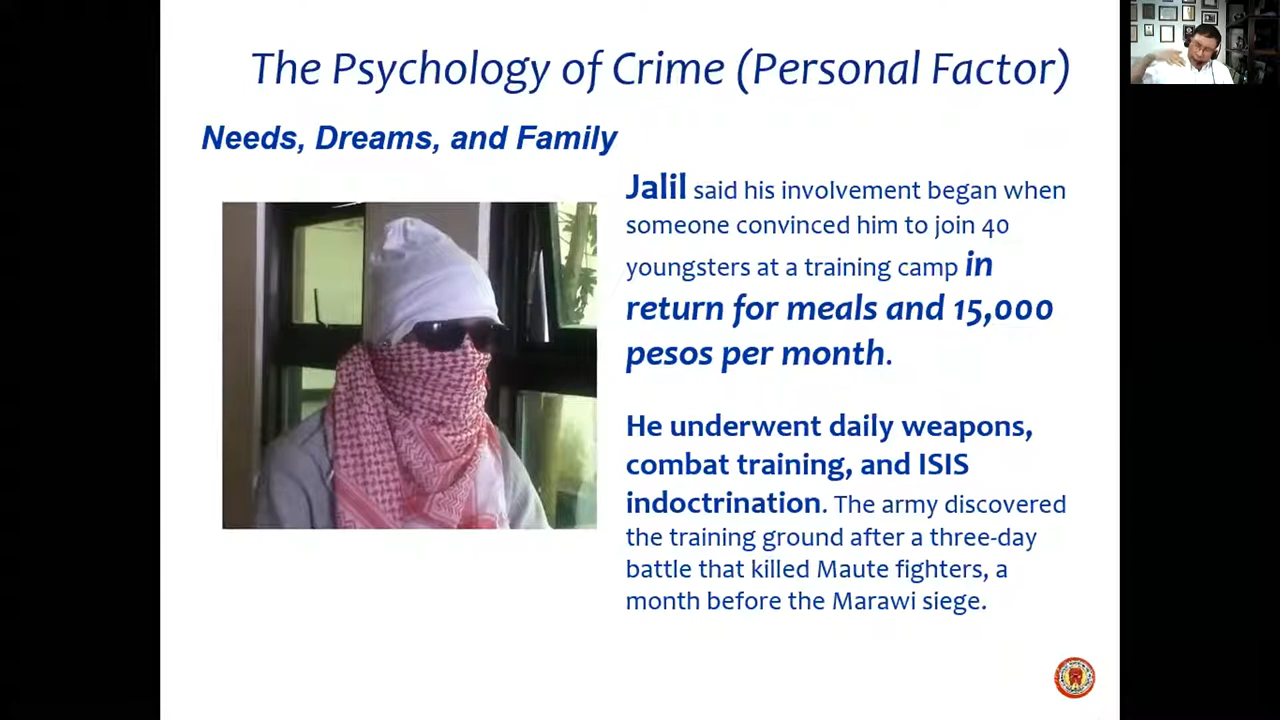 The Psychology of Crime (Personal Factor)
Needs, Dreams, and Family
Jalil said his involvement began when
someone convinced him to join 40
youngsters at a training camp in
return for meals and 15,000
pesos per month.
He underwent daily weapons,
combat training, and ISIS
indoctrination. The army discovered
the training ground after a three-day
battle that killed Maute fighters, a
month before the Marawi siege.